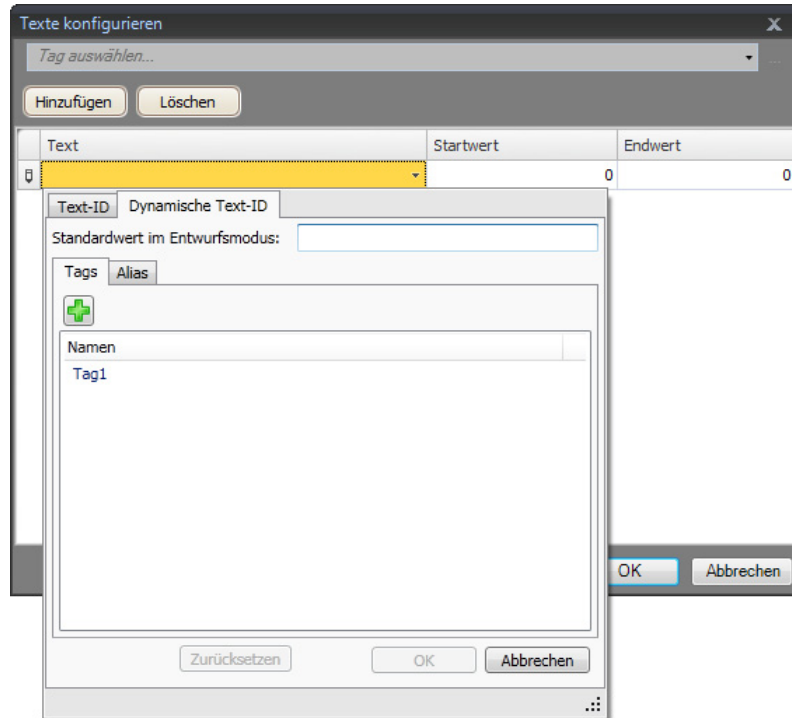 Texte konfigurieren
Tag auswählen...
Hinzufügen Löschen
Text Startwert Endwert
0 0
Text-ID Dynamische Text-ID
Standardwert im Entwurfsmodus:
Tags Alias
Namen
Tag1
OK Abbrechen
Zurücksetzen OK Abbrechen